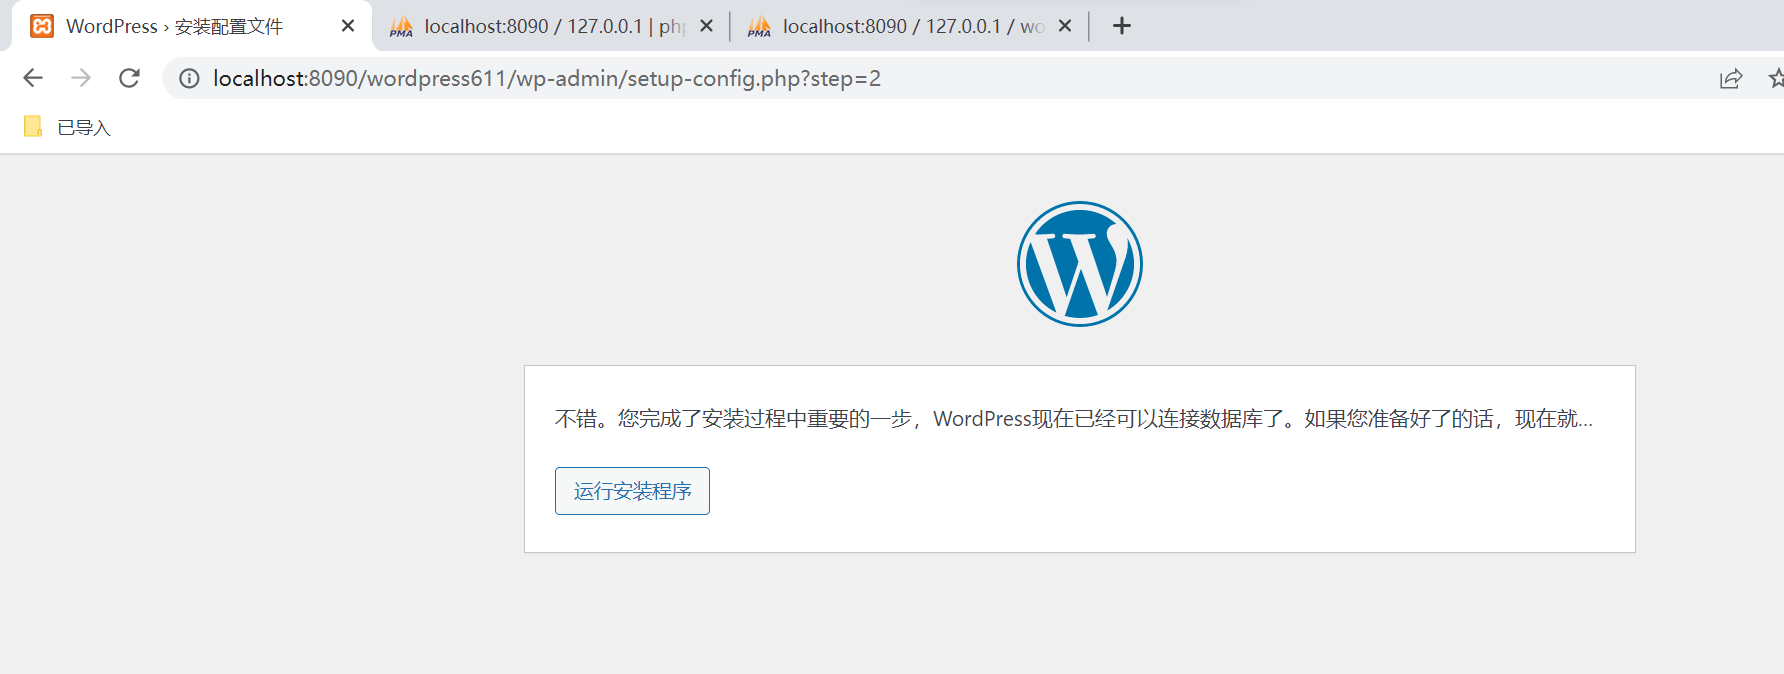 WordPress › 安装配置文件
localhost:8090 / 127.0.0.1 | php
localhost:8090 / 127.0.0.1 / wo
localhost:8090/wordpress611/wp-admin/setup-config.php?step=2
已导入
不错。您完成了安装过程中重要的一步，WordPress现在已经可以连接数据库了。如果您准备好了的话，现在就…
运行安装程序